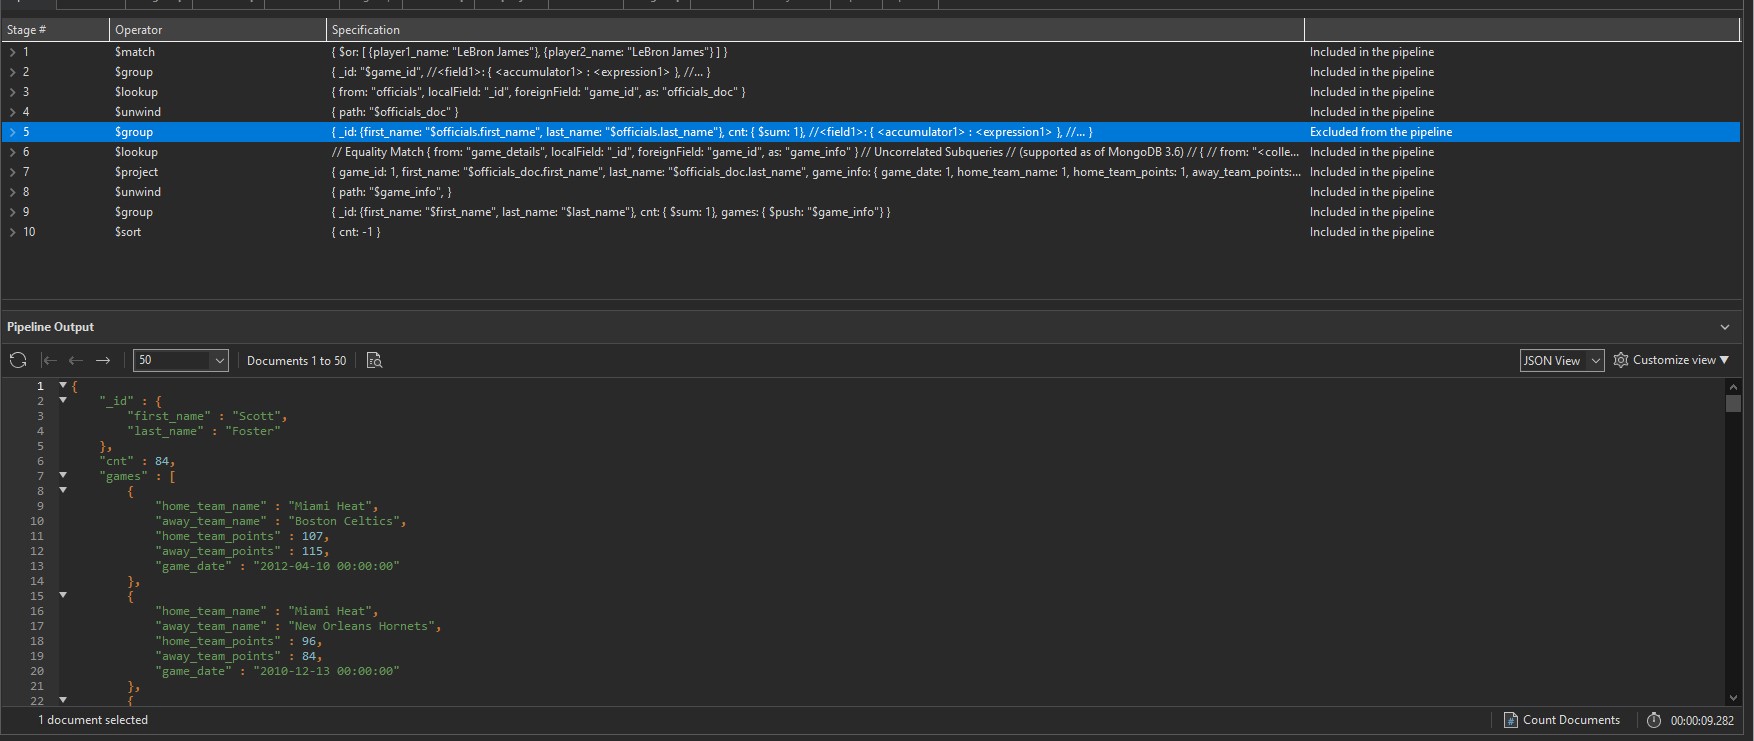 Stage # Operator Specification
1 $match { $or: [ {player1_name: "LeBron James"}, {player2_name: "LeBron James"} ] } Included in the pipeline
2 $group { _id: "$game_id", //<field1>: { <accumulator1> : <expression1> }, //... } Included in the pipeline
3 $lookup { from: "officials", localField: "_id", foreignField: "game_id", as: "officials_doc" } Included in the pipeline
4 $unwind { path: "$officials_doc" } Included in the pipeline
5 $group { _id: {first_name: "$officials.first_name", last_name: "$officials.last_name"}, cnt: { $sum: 1}, //<field1>: { <accumulator1> : <expression1> }, //... } Excluded from the pipeline
6 $lookup // Equality Match { from: "game_details", localField: "_id", foreignField: "game_id", as: "game_info" } // Uncorrelated Subqueries // (supported as of MongoDB 3.6) // { // from: "<colle... Included in the pipeline
7 $project { game_id: 1, first_name: "$officials_doc.first_name", last_name: "$officials_doc.last_name", game_info: { game_date: 1, home_team_name: 1, home_team_points: 1, away_team_points:... Included in the pipeline
8 $unwind { path: "$game_info", } Included in the pipeline
9 $group { _id: {first_name: "$first_name", last_name: "$last_name"}, cnt: { $sum: 1}, games: { $push: "$game_info"} } Included in the pipeline
10 $sort { cnt: -1 } Included in the pipeline
Pipeline Output
50 Documents 1 to 50 JSON View Customize view
1 {
2 "_id" : {
3 "first_name" : "Scott",
4 "last_name" : "Foster"
5 },
6 "cnt" : 84,
7 "games" : [
8 {
9 "home_team_name" : "Miami Heat",
10 "away_team_name" : "Boston Celtics",
11 "home_team_points" : 107,
12 "away_team_points" : 115,
13 "game_date" : "2012-04-10 00:00:00"
14 },
15 {
16 "home_team_name" : "Miami Heat",
17 "away_team_name" : "New Orleans Hornets",
18 "home_team_points" : 96,
19 "away_team_points" : 84,
20 "game_date" : "2010-12-13 00:00:00"
21 },
22 {
1 document selected Count Documents 00:00:09.282